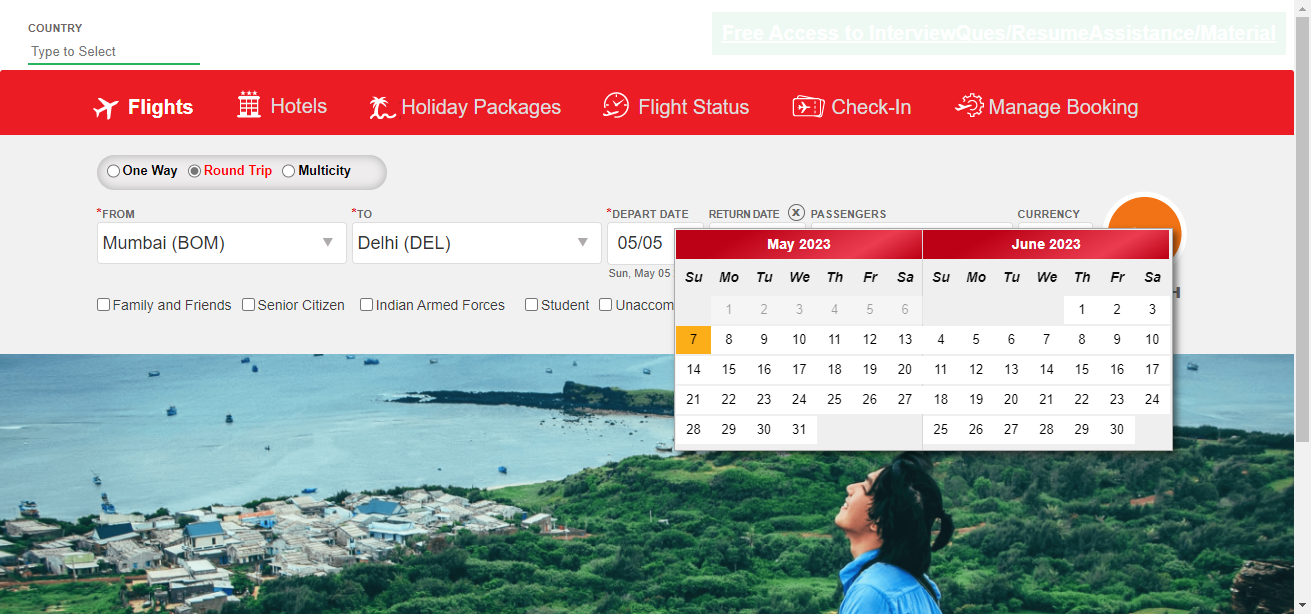 COUNTRY
Type to Select
Free Access to InterviewQues/ResumeAssistance/Material
Flights
Hotels
Holiday Packages
Flight Status
Check-In
Manage Booking
One Way
Round Trip
Multicity
*FROM
*TO
*DEPART DATE
RETURN DATE
PASSENGERS
CURRENCY
Mumbai (BOM)
Delhi (DEL)
05/05
Sun, May 05
Family and Friends
Senior Citizen
Indian Armed Forces
Student
Unaccom
H
May 2023
Su Mo Tu We Th Fr Sa
1 2 3 4 5 6
7 8 9 10 11 12 13
14 15 16 17 18 19 20
21 22 23 24 25 26 27
28 29 30 31
June 2023
Su Mo Tu We Th Fr Sa
1 2 3
4 5 6 7 8 9 10
11 12 13 14 15 16 17
18 19 20 21 22 23 24
25 26 27 28 29 30